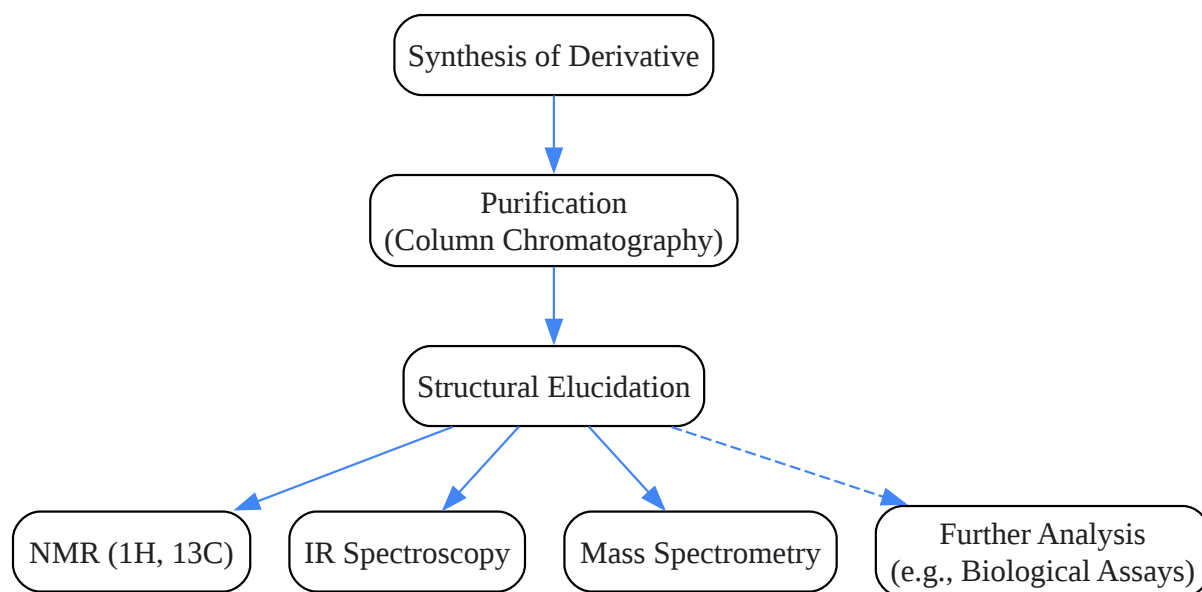 Synthesis of Derivative
Purification
(Column Chromatography)
Structural Elucidation
NMR (1H, 13C)
IR Spectroscopy
Mass Spectrometry
Further Analysis
(e.g., Biological Assays)